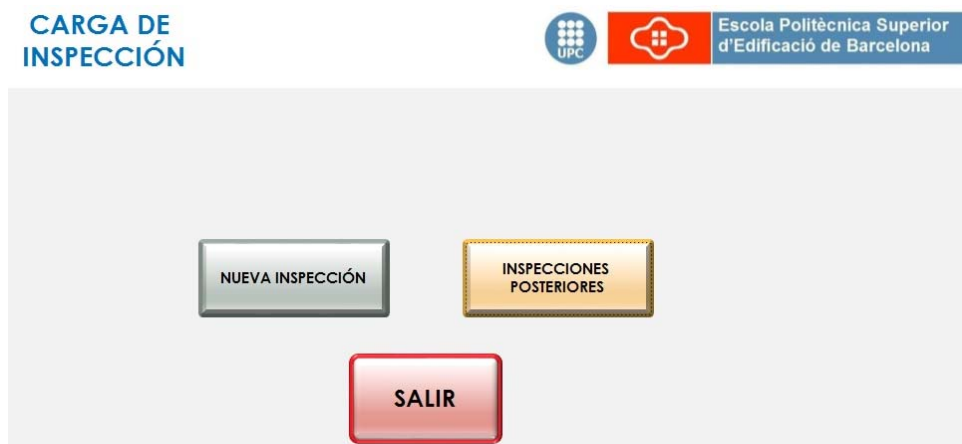 CARGA DE
INSPECCIÓN
UPC
Escola Politècnica Superior
d'Edificació de Barcelona
NUEVA INSPECCIÓN
INSPECCIONES
POSTERIORES
SALIR